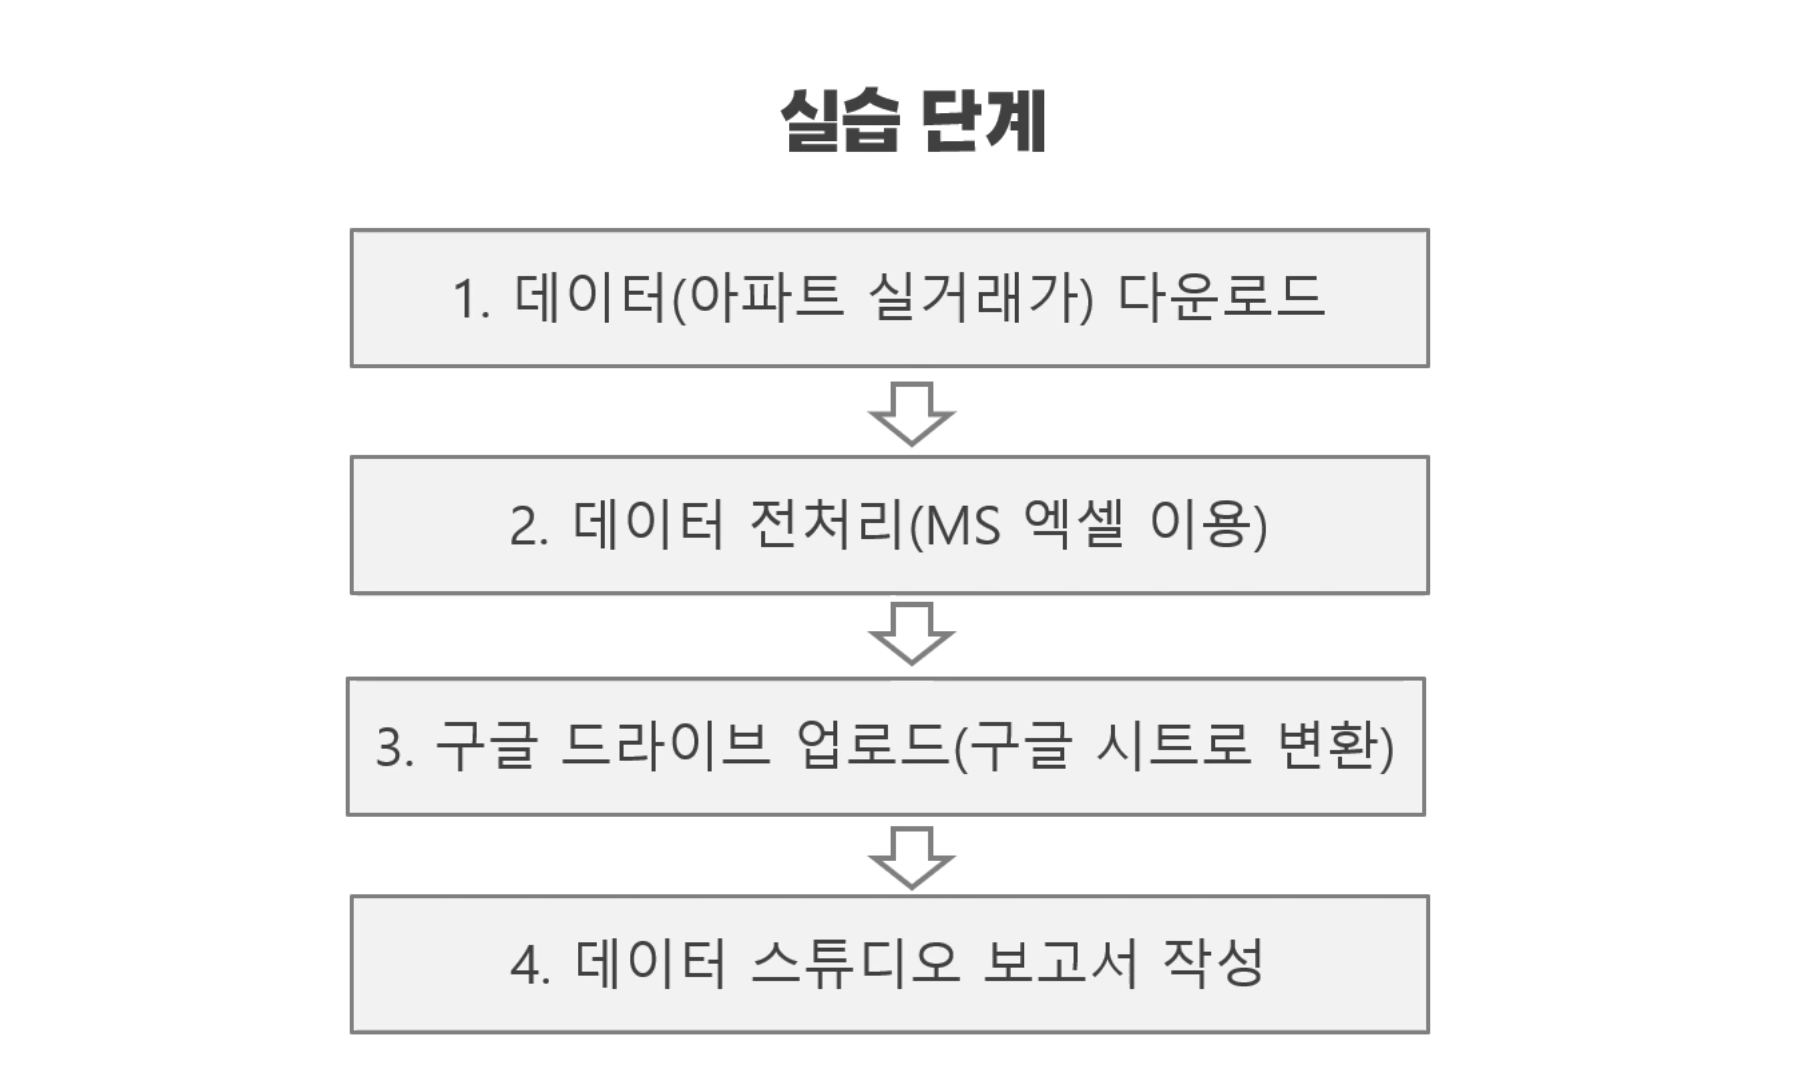 실습 단계
1. 데이터(아파트 실거래가) 다운로드
2. 데이터 전처리(MS 엑셀 이용)
3. 구글 드라이브 업로드(구글 시트로 변환)
4. 데이터 스튜디오 보고서 작성